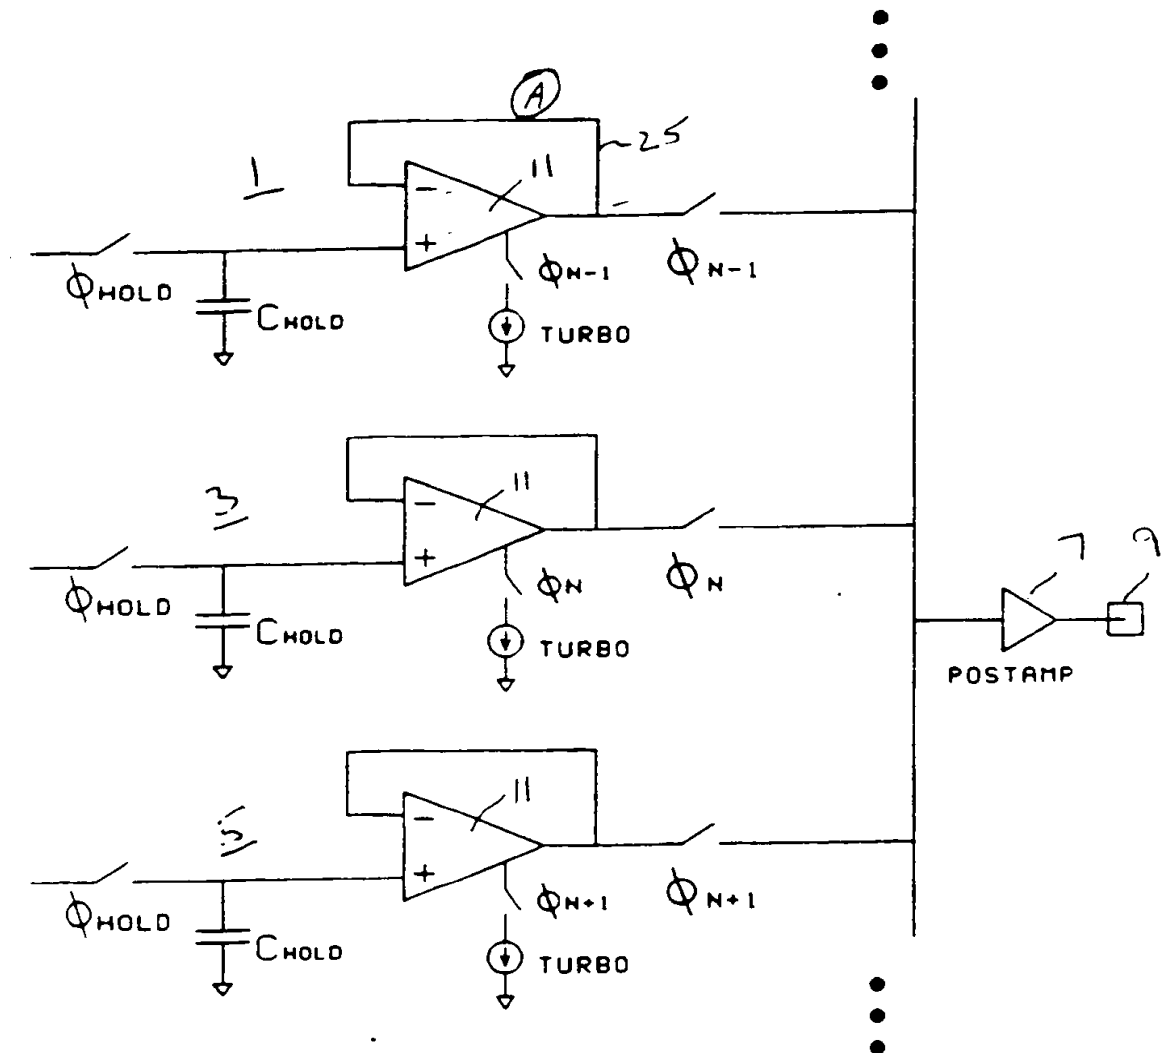 A
25
1
11
−
+
ϕN-1
ϕN-1
ϕHOLD
CHOLD
TURBO
3
11
−
+
ϕN
ϕN
ϕHOLD
CHOLD
TURBO
7
9
POSTAMP
5
11
−
+
ϕN+1
ϕN+1
ϕHOLD
CHOLD
TURBO